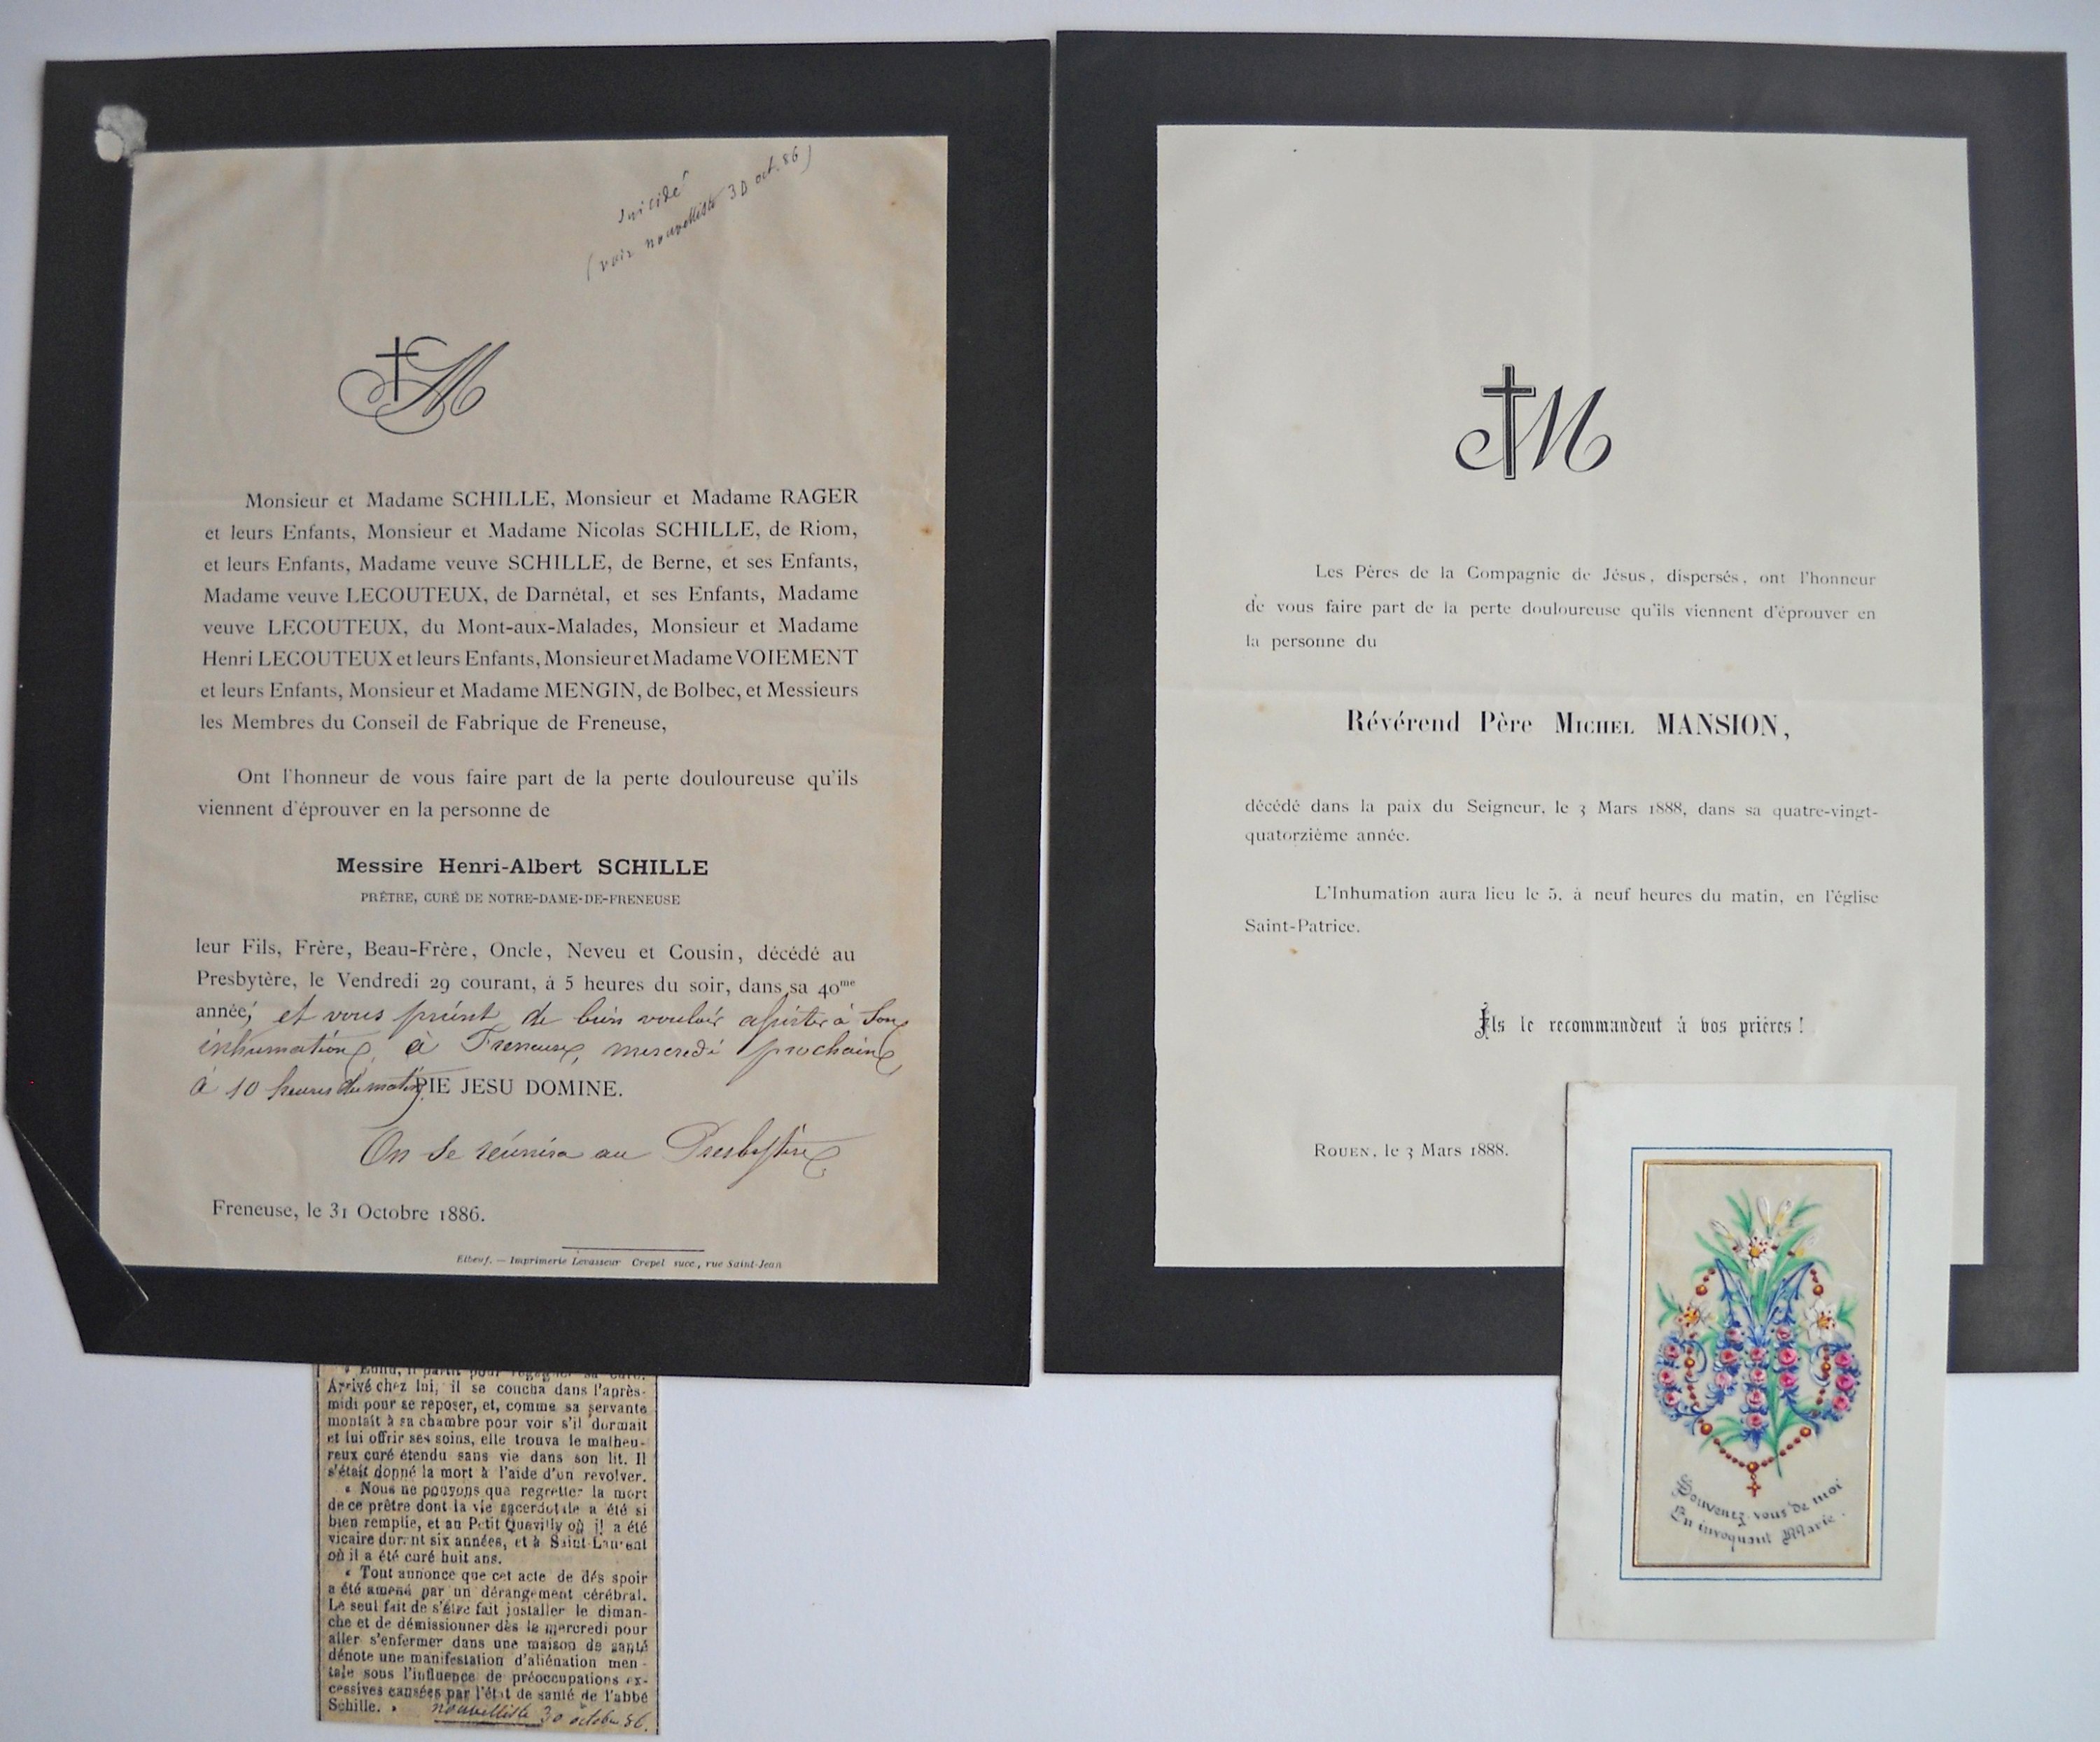 Suicidé
(voir nouvelliste 30 oct. 86)
M
Monsieur et Madame SCHILLE, Monsieur et Madame RAGER
et leurs Enfants, Monsieur et Madame Nicolas SCHILLE, de Riom,
et leurs Enfants, Madame veuve SCHILLE, de Berne, et ses Enfants,
Madame veuve LECOUTEUX, de Darnétal, et ses Enfants, Madame
veuve LECOUTEUX, du Mont-aux-Malades, Monsieur et Madame
Henri LECOUTEUX et leurs Enfants, Monsieur et Madame VOIEMENT
et leurs Enfants, Monsieur et Madame MENGIN, de Bolbec, et Messieurs
les Membres du Conseil de Fabrique de Freneuse,
Ont l'honneur de vous faire part de la perte douloureuse qu'ils
viennent d'éprouver en la personne de
Messire Henri-Albert SCHILLE
PRÊTRE, CURÉ DE NOTRE-DAME-DE-FRENEUSE
leur Fils, Frère, Beau-Frère, Oncle, Neveu et Cousin, décédé au
Presbytère, le Vendredi 29 courant, à 5 heures du soir, dans sa 40me
année, et vous prient de bien vouloir assister à son
inhumation, à Freneuse, mercredi prochain,
à 10 heures du matin. PIE JESU DOMINE.
On se réunira au Presbytère
Freneuse, le 31 Octobre 1886.
Elbeuf. — Imprimerie Levasseur Crepel succ., rue Saint-Jean
« Enfin, il partit pour regagner sa cure.
Arrivé chez lui, il se coucha dans l'après-
midi pour se reposer, et, comme sa servante
montait à sa chambre pour voir s'il dormait
et lui offrir ses soins, elle trouva le malheu-
reux curé étendu sans vie dans son lit. Il
s'était donné la mort à l'aide d'un revolver.
« Nous ne pouvons que regretter la mort
de ce prêtre dont la vie sacerdotale a été si
bien remplie, et au Petit Quevilly où il a été
vicaire durant six années, et à Saint-Laurent
où il a été curé huit ans.
« Tout annonce que cet acte de désespoir
a été amené par un dérangement cérébral.
Le seul fait de s'être fait installer le diman-
che et de démissionner dès le mercredi pour
aller s'enfermer dans une maison de santé
dénote une manifestation d'aliénation men-
tale sous l'influence de préoccupations ex-
cessives causées par l'état de santé de l'abbé
Schille. »
nouvelliste 30 octobre 86.
M
Les Pères de la Compagnie de Jésus, dispersés, ont l'honneur
de vous faire part de la perte douloureuse qu'ils viennent d'éprouver en
la personne du
Révérend Père MICHEL MANSION,
décédé dans la paix du Seigneur, le 3 Mars 1888, dans sa quatre-vingt-
quatorzième année.
L'Inhumation aura lieu le 5, à neuf heures du matin, en l'église
Saint-Patrice.
Ils le recommandent à vos prières !
ROUEN, le 3 Mars 1888.
Souvenez-vous de moi
En invoquant Marie.